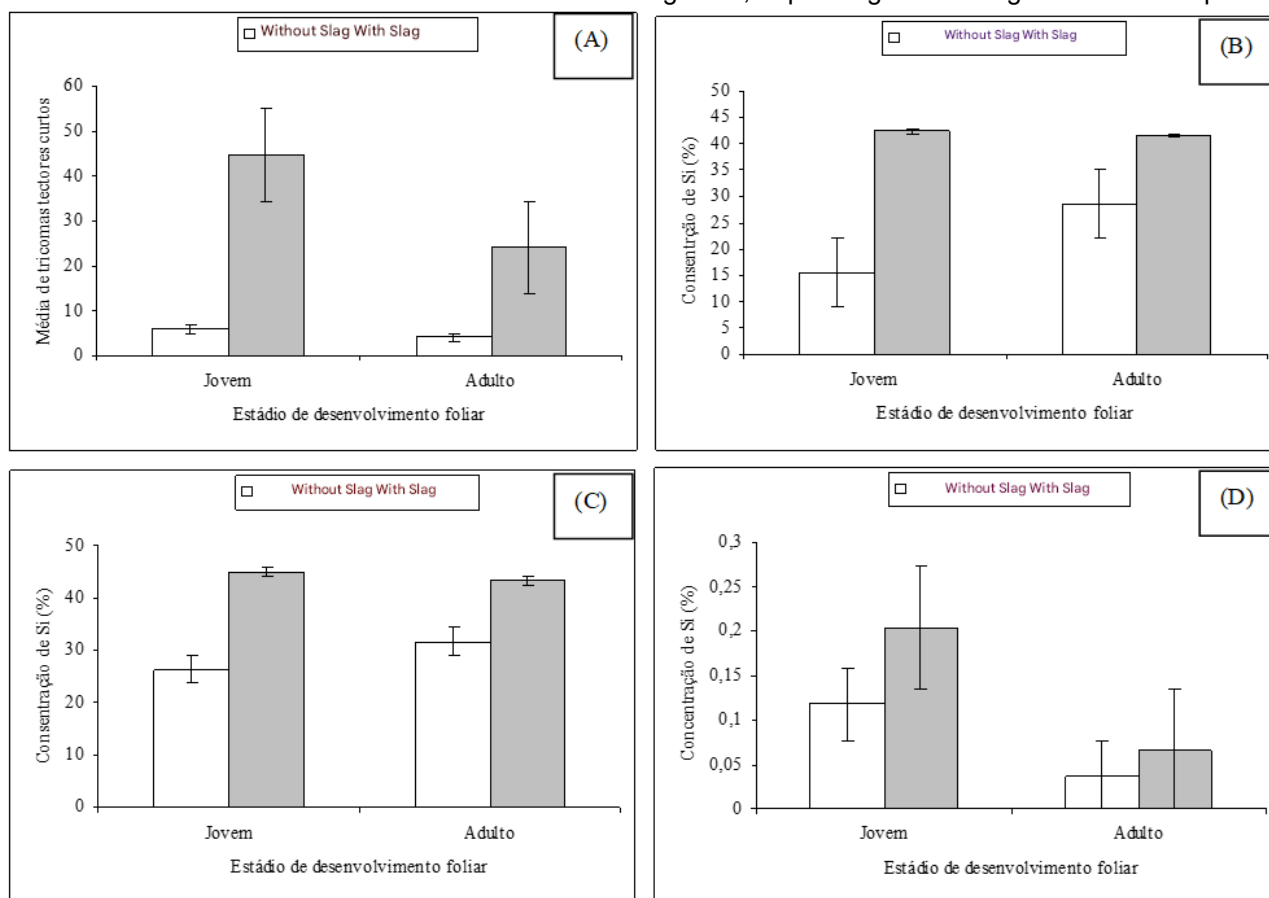 Without Slag With Slag
(A)
Média de tricomas tectores curtos
60
50
40
30
20
10
0
Jovem
Adulto
Estádio de desenvolvimento foliar
Without Slag With Slag
(B)
Consentrção de Si (%)
50
45
40
35
30
25
20
15
10
5
0
Jovem
Adulto
Estádio de desenvolvimento foliar
Without Slag With Slag
(C)
Consentração de Si (%)
50
40
30
20
10
0
Jovem
Adulto
Estádio de desenvolvimento foliar
Without Slag With Slag
(D)
Concentração de Si (%)
0,3
0,25
0,2
0,15
0,1
0,05
0
Jovem
Adulto
Estádio de desenvolvimento foliar